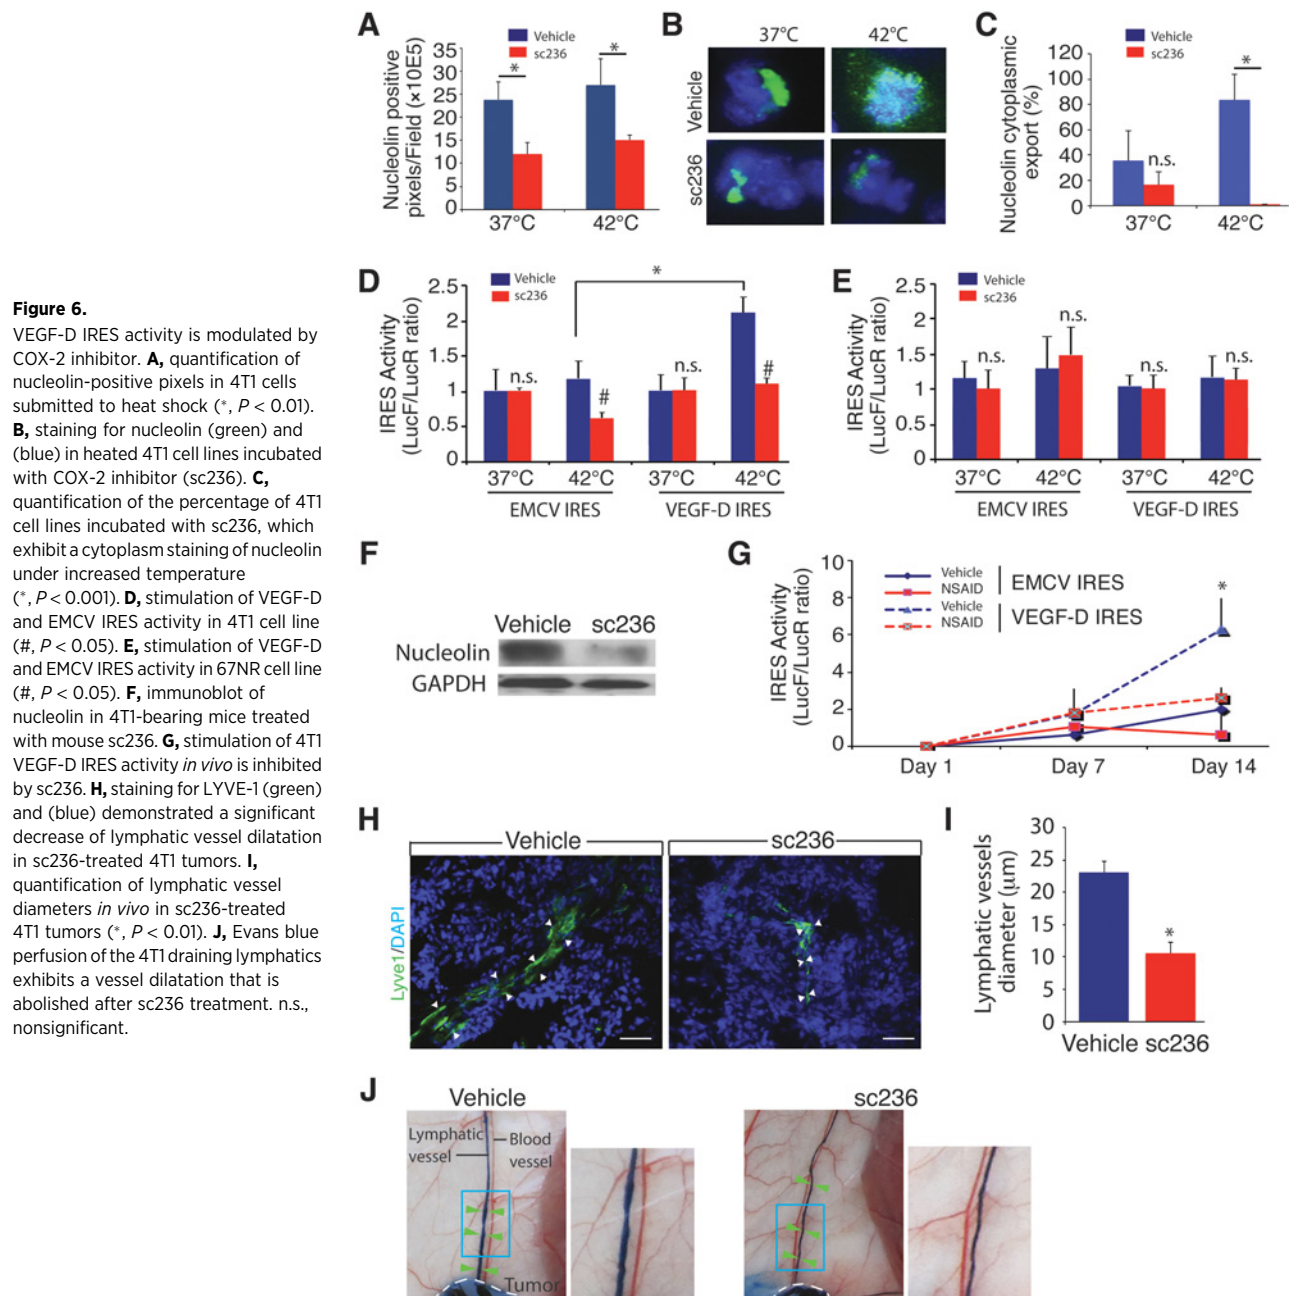 Figure 6.
VEGF-D IRES activity is modulated by
COX-2 inhibitor. A, quantification of
nucleolin-positive pixels in 4T1 cells
submitted to heat shock (*, P < 0.01).
B, staining for nucleolin (green) and
(blue) in heated 4T1 cell lines incubated
with COX-2 inhibitor (sc236). C,
quantification of the percentage of 4T1
cell lines incubated with sc236, which
exhibit a cytoplasm staining of nucleolin
under increased temperature
(*, P < 0.001). D, stimulation of VEGF-D
and EMCV IRES activity in 4T1 cell line
(#, P < 0.05). E, stimulation of VEGF-D
and EMCV IRES activity in 67NR cell line
(#, P < 0.05). F, immunoblot of
nucleolin in 4T1-bearing mice treated
with mouse sc236. G, stimulation of 4T1
VEGF-D IRES activity in vivo is inhibited
by sc236. H, staining for LYVE-1 (green)
and (blue) demonstrated a significant
decrease of lymphatic vessel dilatation
in sc236-treated 4T1 tumors. I,
quantification of lymphatic vessel
diameters in vivo in sc236-treated
4T1 tumors (*, P < 0.01). J, Evans blue
perfusion of the 4T1 draining lymphatics
exhibits a vessel dilatation that is
abolished after sc236 treatment. n.s.,
nonsignificant.
A
Vehicle
sc236
Nucleolin positive
pixels/Field (×10E5)
35
30
25
20
15
10
5
0
*
*
37°C 42°C
B
37°C 42°C
Vehicle
sc236
C
Vehicle
sc236
Nucleolin cytoplasmic
export (%)
120
100
80
60
40
20
0
n.s.
*
37°C 42°C
D
Vehicle
sc236
IRES Activity
(LucF/LucR ratio)
2.5
2
1.5
1
0.5
0
*
n.s. # n.s. #
37°C 42°C 37°C 42°C
EMCV IRES VEGF-D IRES
E
Vehicle
sc236
IRES Activity
(LucF/LucR ratio)
2.5
2
1.5
1
0.5
0
n.s. n.s. n.s. n.s.
37°C 42°C 37°C 42°C
EMCV IRES VEGF-D IRES
F
Vehicle sc236
Nucleolin
GAPDH
G
IRES Activity
(LucF/LucR ratio)
10
8
6
4
2
0
Vehicle
NSAID
EMCV IRES
Vehicle
NSAID
VEGF-D IRES
*
Day 1 Day 7 Day 14
H
Vehicle sc236
Lyve1/DAPI
I
Lymphatic vessels
diameter (μm)
30
25
20
15
10
5
0
*
Vehicle sc236
J
Vehicle sc236
Lymphatic
vessel
Blood
vessel
Tumor